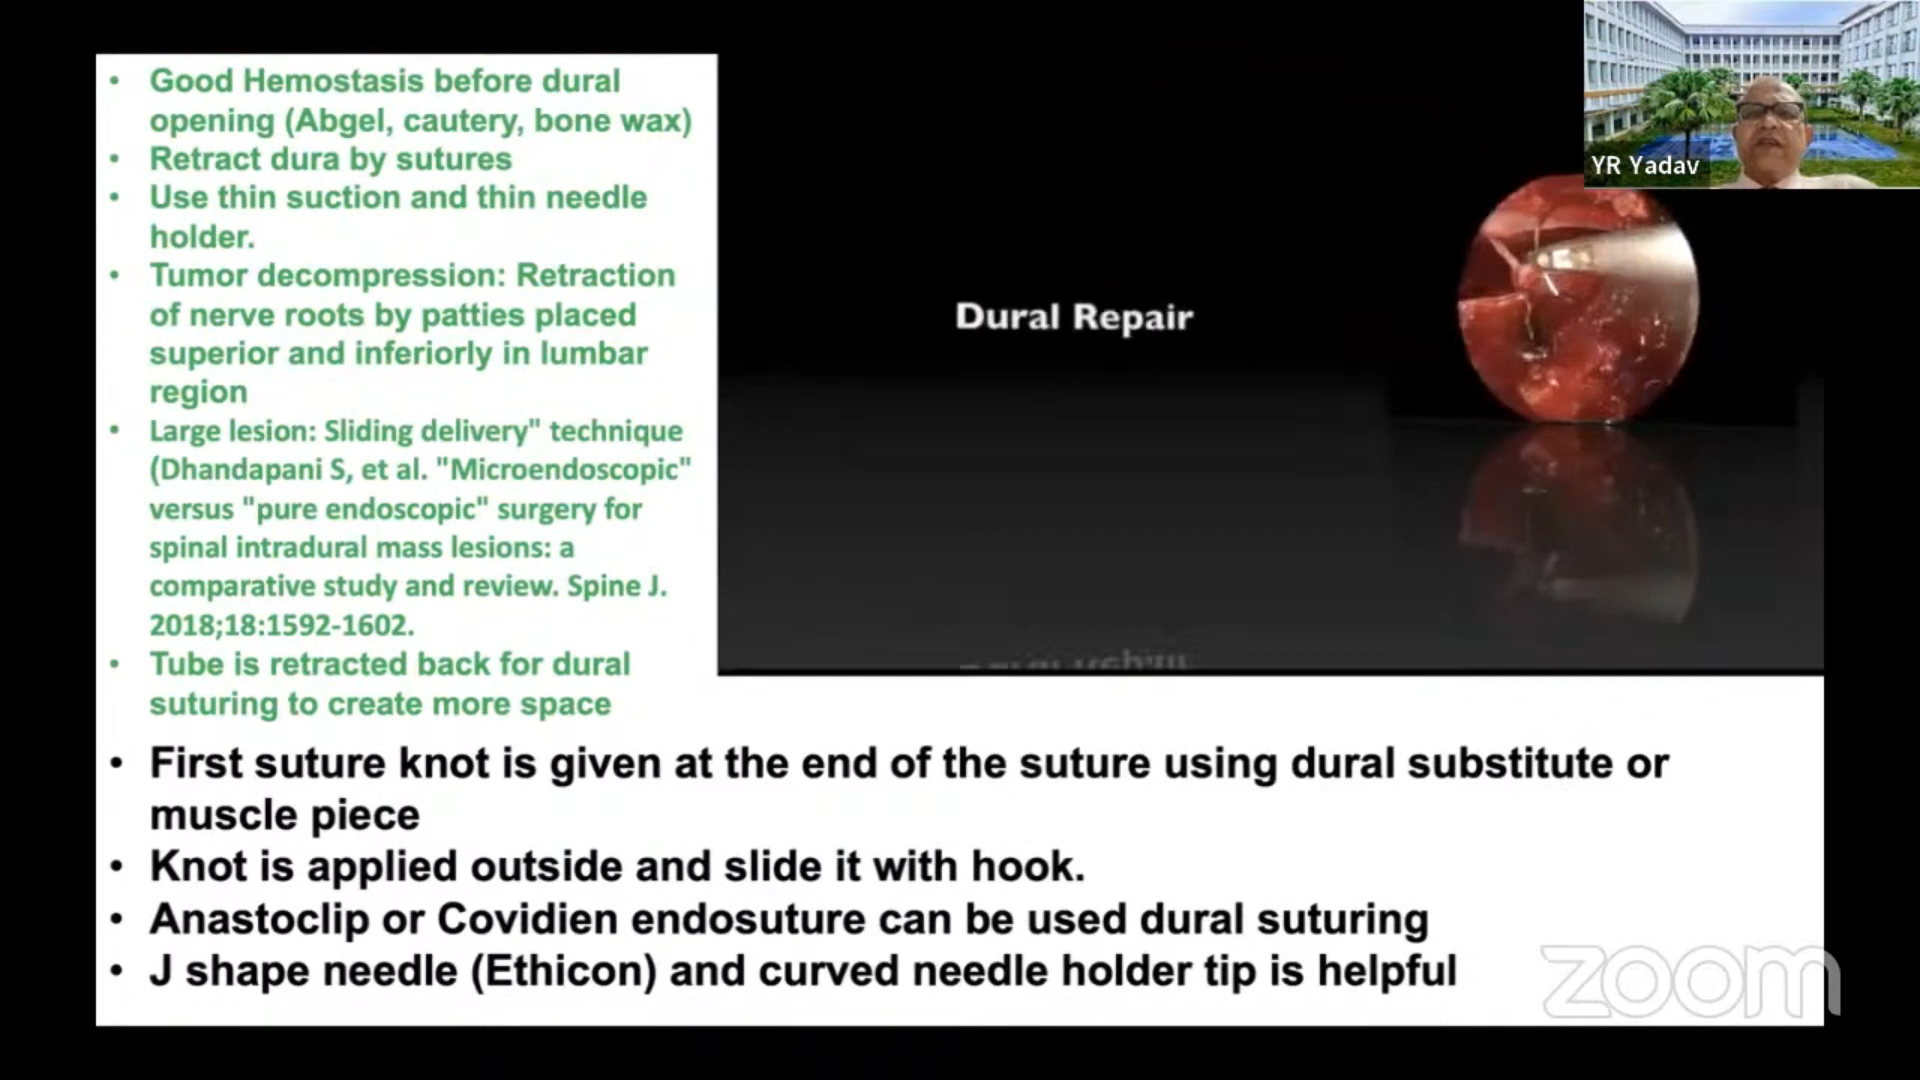 • Good Hemostasis before dural
opening (Abgel, cautery, bone wax)
• Retract dura by sutures
• Use thin suction and thin needle
holder.
• Tumor decompression: Retraction
of nerve roots by patties placed
superior and inferiorly in lumbar
region
• Large lesion: Sliding delivery" technique
(Dhandapani S, et al. "Microendoscopic"
versus "pure endoscopic" surgery for
spinal intradural mass lesions: a
comparative study and review. Spine J.
2018;18:1592-1602.
• Tube is retracted back for dural
suturing to create more space
• First suture knot is given at the end of the suture using dural substitute or
muscle piece
• Knot is applied outside and slide it with hook.
• Anastoclip or Covidien endosuture can be used dural suturing
• J shape needle (Ethicon) and curved needle holder tip is helpful
Dural Repair
YR Yadav
zoom